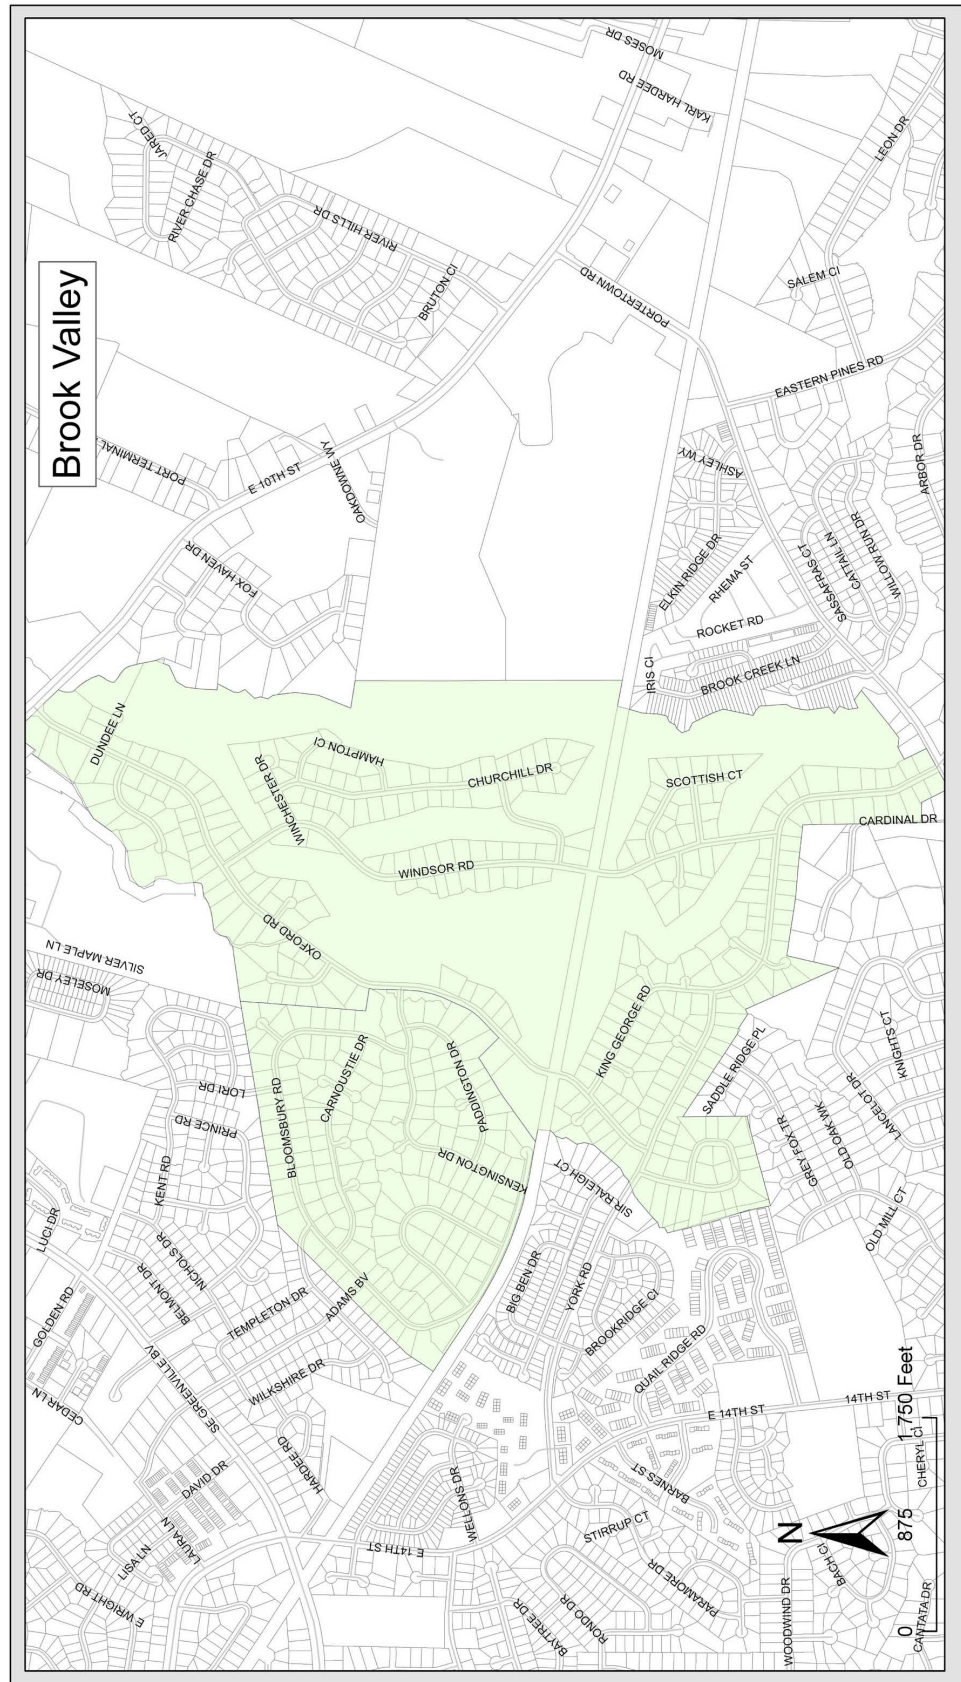 Brook Valley
MOSES DR
KARL HARDEE RD
JARED CT
RIVER CHASE DR
RIVER HILLS DR
BRUTON CI
PORTERTOWN RD
LEON DR
SALEM CI
EASTERN PINES RD
ARBOR DR
PORT TERMINAL
E 10TH ST
OAKDOWNE WY
FOX HAVEN DR
ASHLEY WY
ELKIN RIDGE DR
RHEMA ST
ROCKET RD
IRIS CI
BROOK CREEK LN
SASSAFRAS CT
CATTAIL LN
WILLOW RUN DR
DUNDEE LN
WINCHESTER DR
HAMPTON CI
CHURCHILL DR
WINDSOR RD
SCOTTISH CT
CARDINAL DR
OXFORD RD
SILVER MAPLE LN
MOSELEY DR
KING GEORGE RD
SADDLE RIDGE PL
KNIGHTS CT
LANCELOT DR
OLD OAK WK
GREY FOX TR
OLD MILL CT
LORI DR
PRINCE RD
KENT RD
BLOOMSBURY RD
CARNOUSTIE DR
PADDINGTON DR
KENSINGTON DR
SIR RALEIGH CT
BIG BEN DR
YORK RD
BROOKRIDGE CI
QUAIL RIDGE RD
LUCI DR
GOLDEN RD
CEDAR LN
BELMONT DR
NICHOLS DR
TEMPLETON DR
ADAMS BV
SE GREENVILLE BV
WILKSHIRE DR
HARDEE RD
DAVID DR
LAURA LN
LISA LN
E WRIGHT RD
E 14TH ST
WELLONS DR
E 14TH ST
14TH ST
BARNES ST
STIRRUP CT
PARAMORE DR
RONDO DR
BAYTREE DR
WOODWIND DR
BACH CI
CHERYL CI
CANTATA DR
N
0 875 1,750 Feet